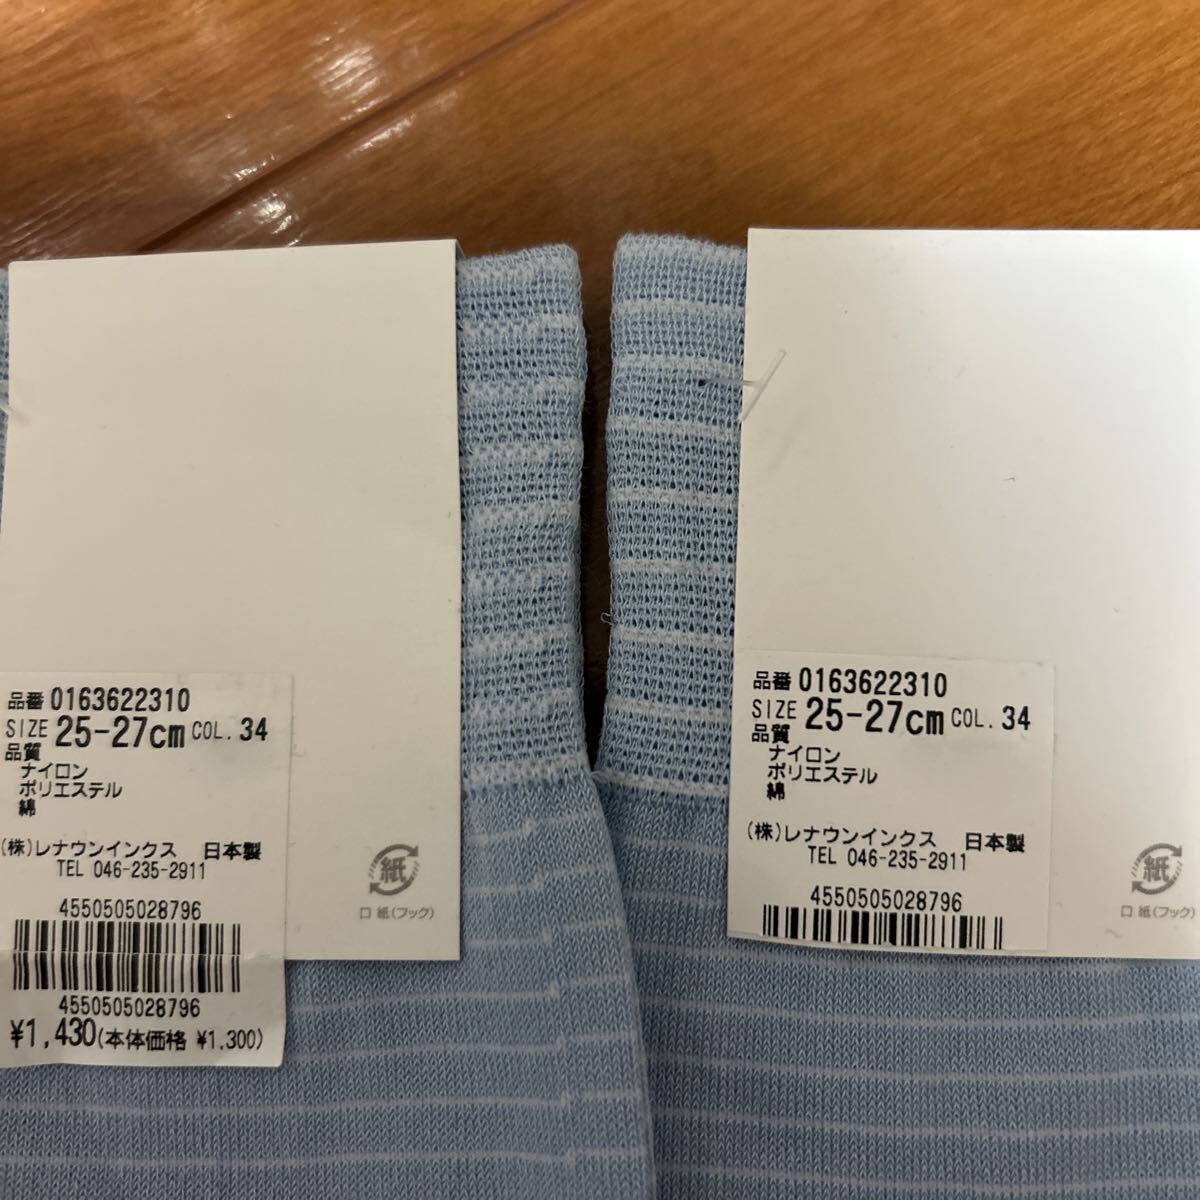 品番 0163622310
SIZE 25-27cm COL. 34
品質
ナイロン
ポリエステル
綿
(株)レナウンインクス 日本製
TEL 046-235-2911
4550505028796
4550505028796
¥1,430(本体価格 ¥1,300)
紙
口 紙(フック)
品番 0163622310
SIZE 25-27cm COL. 34
品質
ナイロン
ポリエステル
綿
(株)レナウンインクス 日本製
TEL 046-235-2911
4550505028796
紙
口 紙(フック)